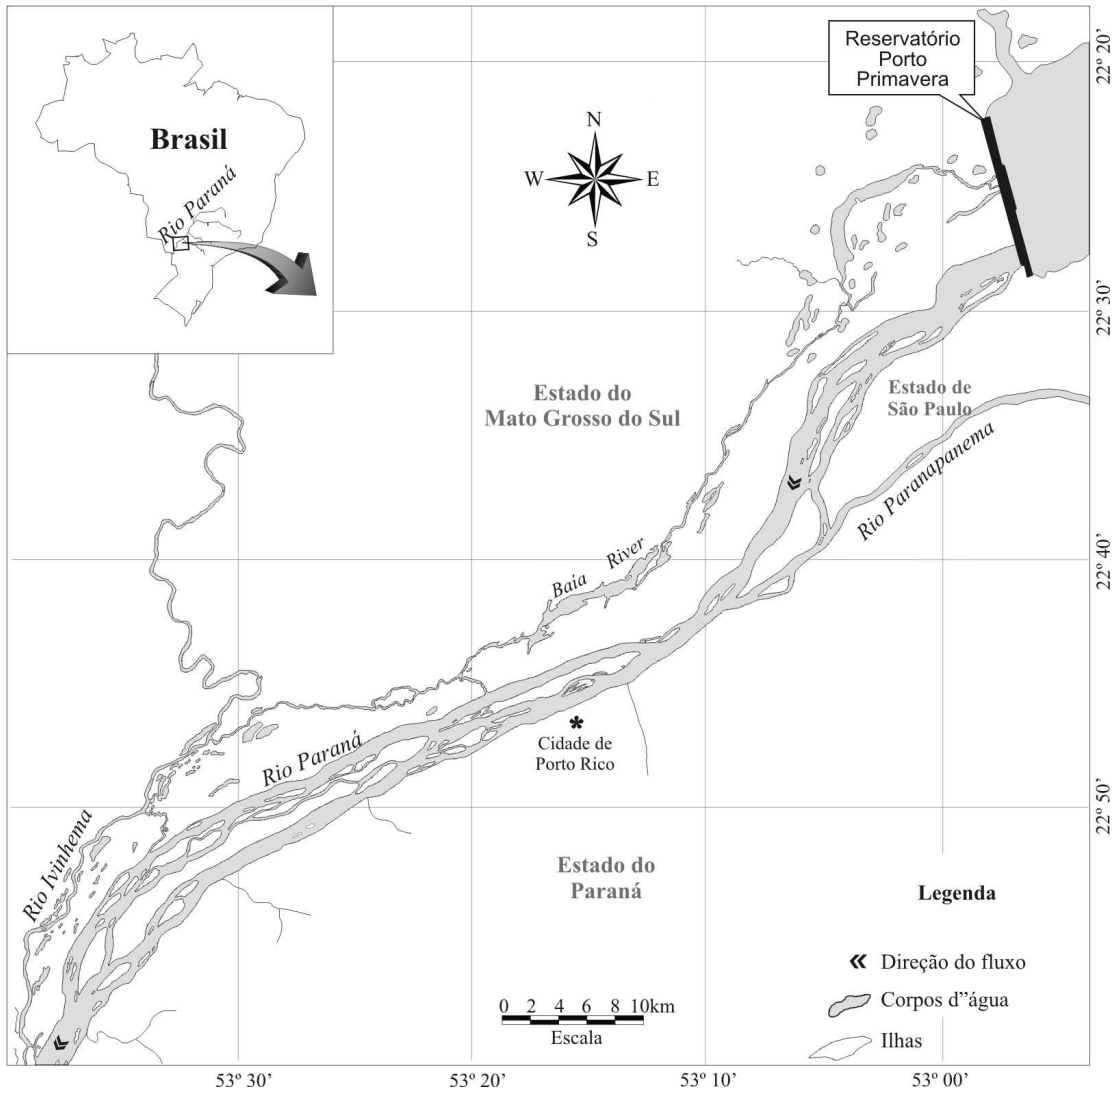 Reservatório
Porto
Primavera
22º 20’
Brasil
Rio Paraná
N
W
E
S
22º 30’
Estado do
Mato Grosso do Sul
Estado de
São Paulo
Rio Paranapanema
Baia River
22º 40’
Cidade de
Porto Rico
Rio Paraná
22º 50’
Rio Ivinhema
Estado do
Paraná
Legenda
Direção do fluxo
Corpos d”água
Ilhas
0 2 4 6 8 10km
Escala
53º 30’
53º 20’
53º 10’
53º 00’